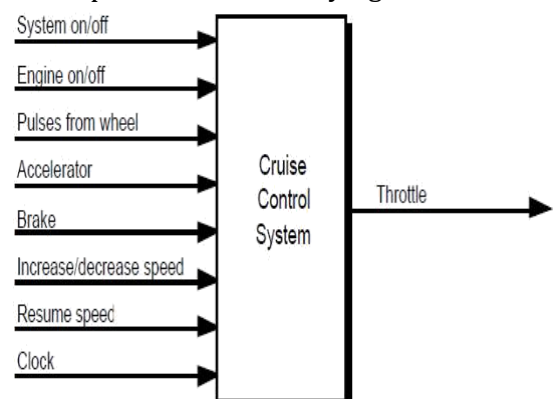 System on/off
Engine on/off
Pulses from wheel
Accelerator
Brake
Increase/decrease speed
Resume speed
Clock
Cruise
Control
System
Throttle